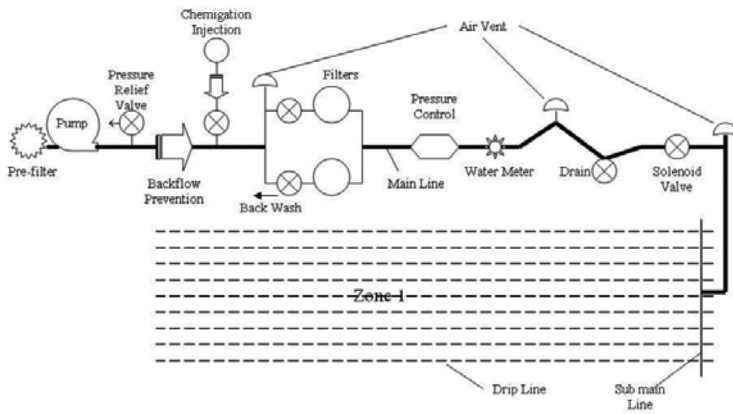 Chemigation
Injection
Air Vent
Pressure
Relief
Valve
Filters
Pressure
Control
Pump
Pre-filter
Backflow
Prevention
Back Wash
Main Line
Water Meter
Drain
Solenoid
Valve
Zone 1
Drip Line
Sub main
Line